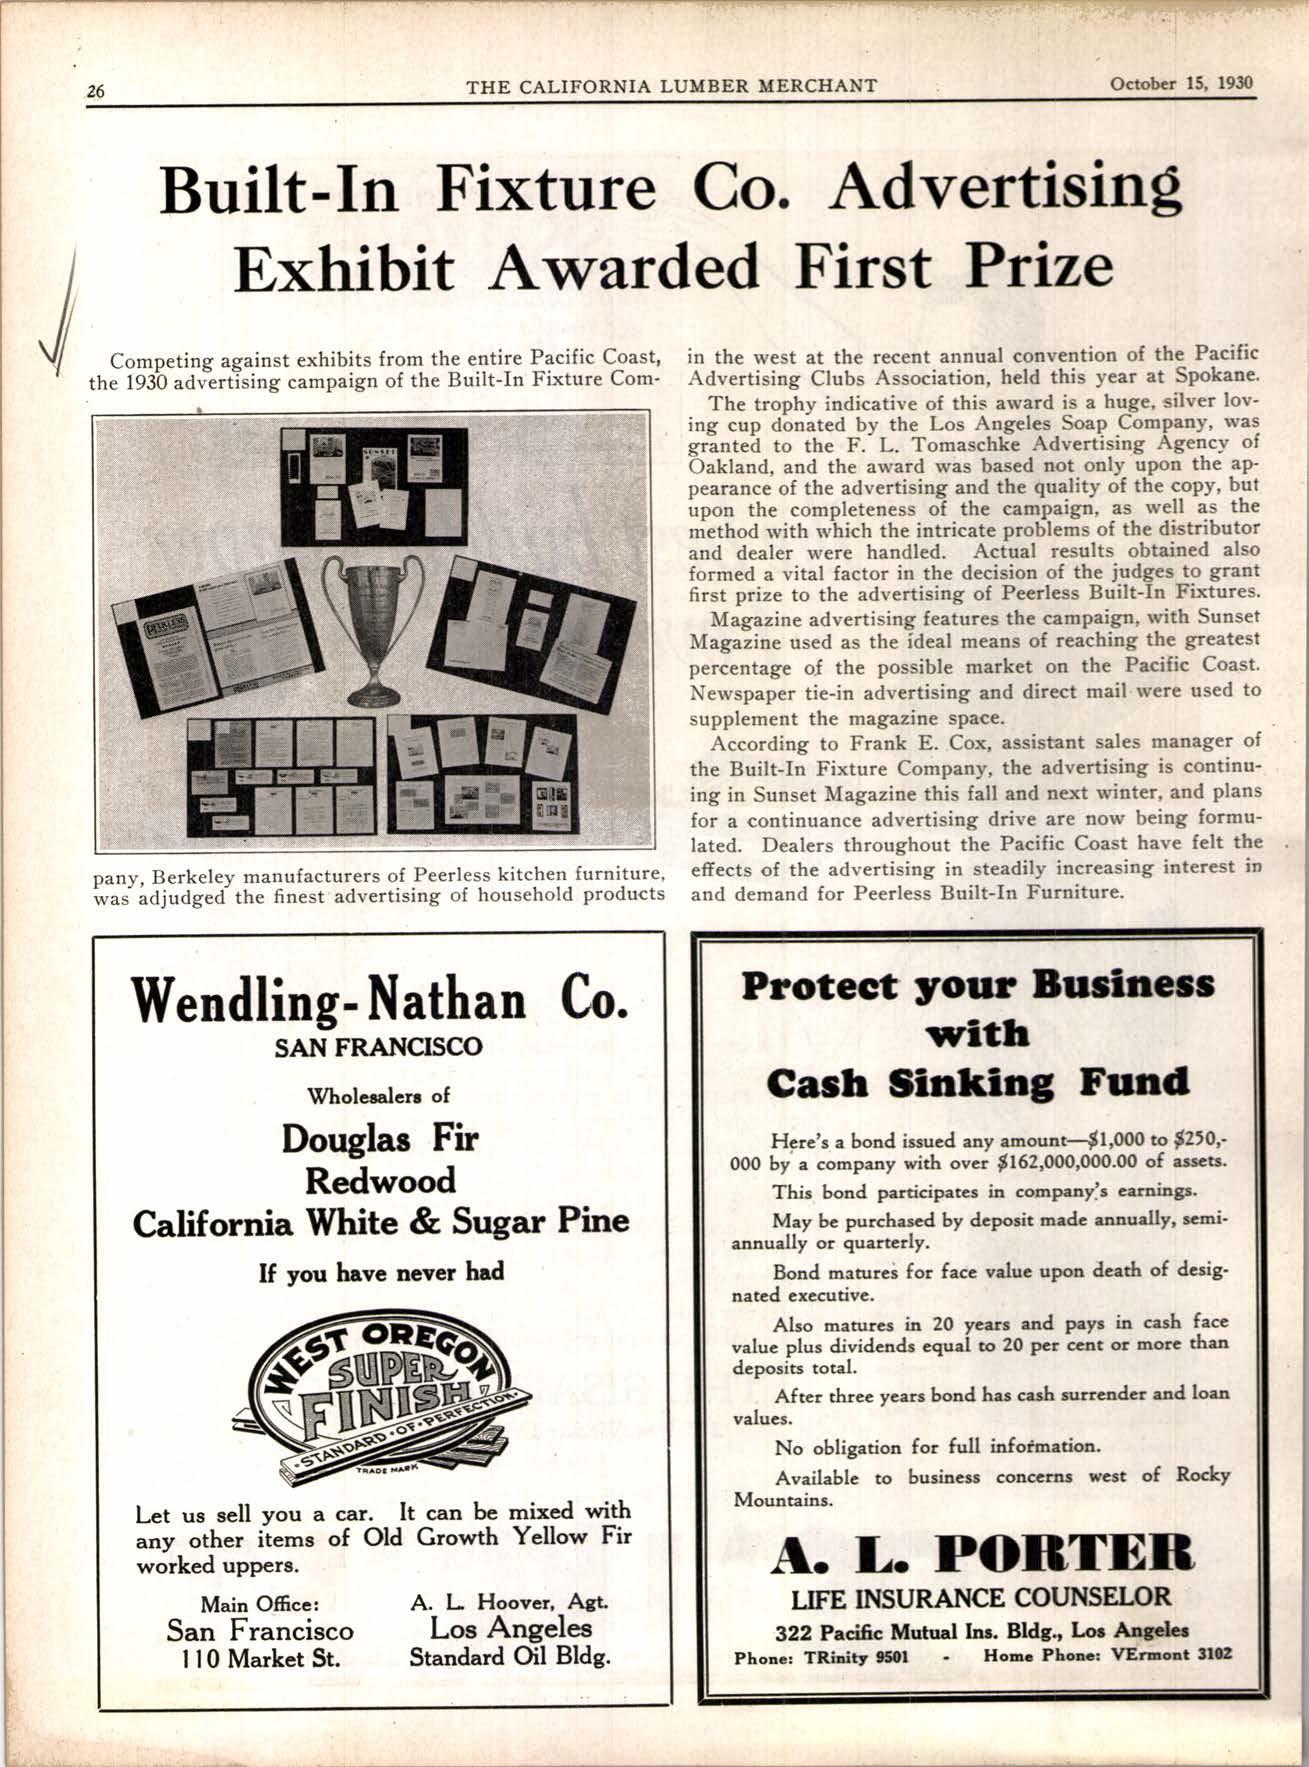 26
THE CALIFORNIA LUMBER MERCHANT
October 15, 1930
Built-In Fixture Co. Advertising
Exhibit Awarded First Prize
Competing against exhibits from the entire Pacific Coast,
the 1930 advertising campaign of the Built-In Fixture Com-
SUNSET
PEERLESS
pany, Berkeley manufacturers of Peerless kitchen furniture,
was adjudged the finest advertising of household products
in the west at the recent annual convention of the Pacific
Advertising Clubs Association, held this year at Spokane.
The trophy indicative of this award is a huge, silver lov-
ing cup donated by the Los Angeles Soap Company, was
granted to the F. L. Tomaschke Advertising Agency of
Oakland, and the award was based not only upon the ap-
pearance of the advertising and the quality of the copy, but
upon the completeness of the campaign, as well as the
method with which the intricate problems of the distributor
and dealer were handled. Actual results obtained also
formed a vital factor in the decision of the judges to grant
first prize to the advertising of Peerless Built-In Fixtures.
Magazine advertising features the campaign, with Sunset
Magazine used as the ideal means of reaching the greatest
percentage of the possible market on the Pacific Coast.
Newspaper tie-in advertising and direct mail were used to
supplement the magazine space.
According to Frank E. Cox, assistant sales manager of
the Built-In Fixture Company, the advertising is continu-
ing in Sunset Magazine this fall and next winter, and plans
for a continuance advertising drive are now being formu-
lated. Dealers throughout the Pacific Coast have felt the
effects of the advertising in steadily increasing interest in
and demand for Peerless Built-In Furniture.
Wendling-Nathan Co.
SAN FRANCISCO
Wholesalers of
Douglas Fir
Redwood
California White & Sugar Pine
If you have never had
WEST OREGON
SUPER
FINISH
·STANDARD·OF·PERFECTION·
TRADE MARK
Let us sell you a car. It can be mixed with
any other items of Old Growth Yellow Fir
worked uppers.
Main Office:
San Francisco
110 Market St.
A. L. Hoover, Agt.
Los Angeles
Standard Oil Bldg.
Protect your Business
with
Cash Sinking Fund
Here's a bond issued any amount—$1,000 to $250,-
000 by a company with over $162,000,000.00 of assets.
This bond participates in company's earnings.
May be purchased by deposit made annually, semi-
annually or quarterly.
Bond matures for face value upon death of desig-
nated executive.
Also matures in 20 years and pays in cash face
value plus dividends equal to 20 per cent or more than
deposits total.
After three years bond has cash surrender and loan
values.
No obligation for full information.
Available to business concerns west of Rocky
Mountains.
A. L. PORTER
LIFE INSURANCE COUNSELOR
322 Pacific Mutual Ins. Bldg., Los Angeles
Phone: TRinity 9501 - Home Phone: VErmont 3102